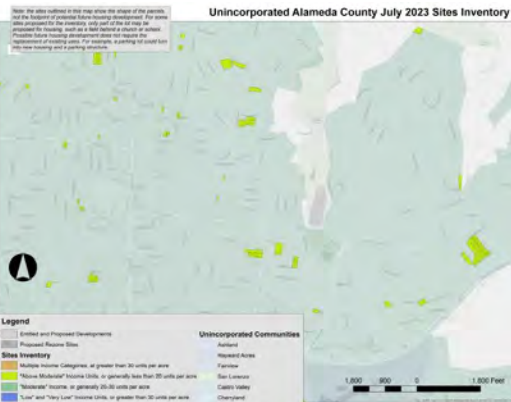 Unincorporated Alameda County July 2023 Sites Inventory
Note: the sites outlined in this map show the shape of the parcels,
not the footprint of potential future housing development. For some
sites proposed for the inventory, only part of the lot may be
proposed for housing, such as a field behind a church or school.
Possible future housing development does not require the
replacement of existing uses. For example, a parking lot could turn
into new housing and a parking structure.
Legend
Entitled and Proposed Developments
Proposed Rezone Sites
Sites Inventory
Multiple Income Categories, at greater than 30 units per acre
"Above Moderate" Income Units, or generally less than 20 units per acre
"Moderate" Income, or generally 20-30 units per acre
"Low" and "Very Low" Income Units, or greater than 30 units per acre
Unincorporated Communities
Ashland
Hayward Acres
Fairview
San Lorenzo
Castro Valley
Cherryland
1,800 900 0 1,800 Feet